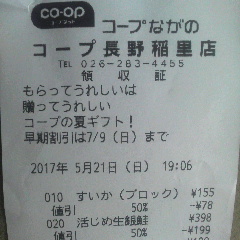 co-op
コープながの
コープ長野稲里店
TEL 026-283-4455
領収証
もらってうれしいは
贈ってうれしい
コープの夏ギフト!
早期割引は7/9(日)まで
2017年 5月21日(日) 19:06
010 すいか(ブロック) ¥155
値引 50% -¥78
020 活じめ生銀鮭 ¥398
値引 50% -¥199